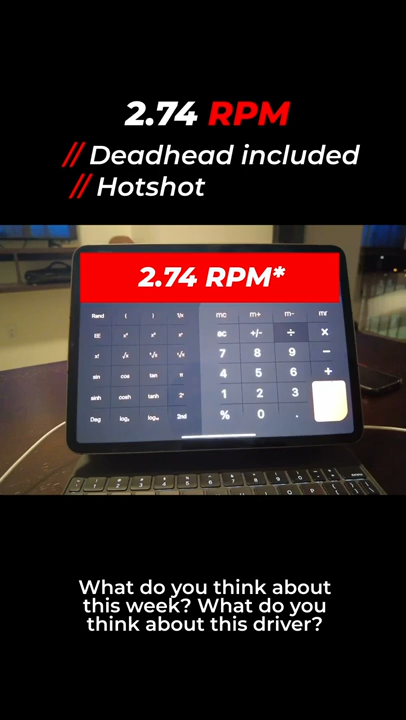 2.74 RPM
// Deadhead included
// Hotshot
2.74 RPM*
Rand ( ) 1/x mc m+ m- mr
EE ac +/- ÷ ×
x! 7 8 9 −
sin cos tan π 4 5 6 +
sinh cosh tanh 1 2 3
Deg 2nd % 0 .
What do you think about
this week? What do you
think about this driver?